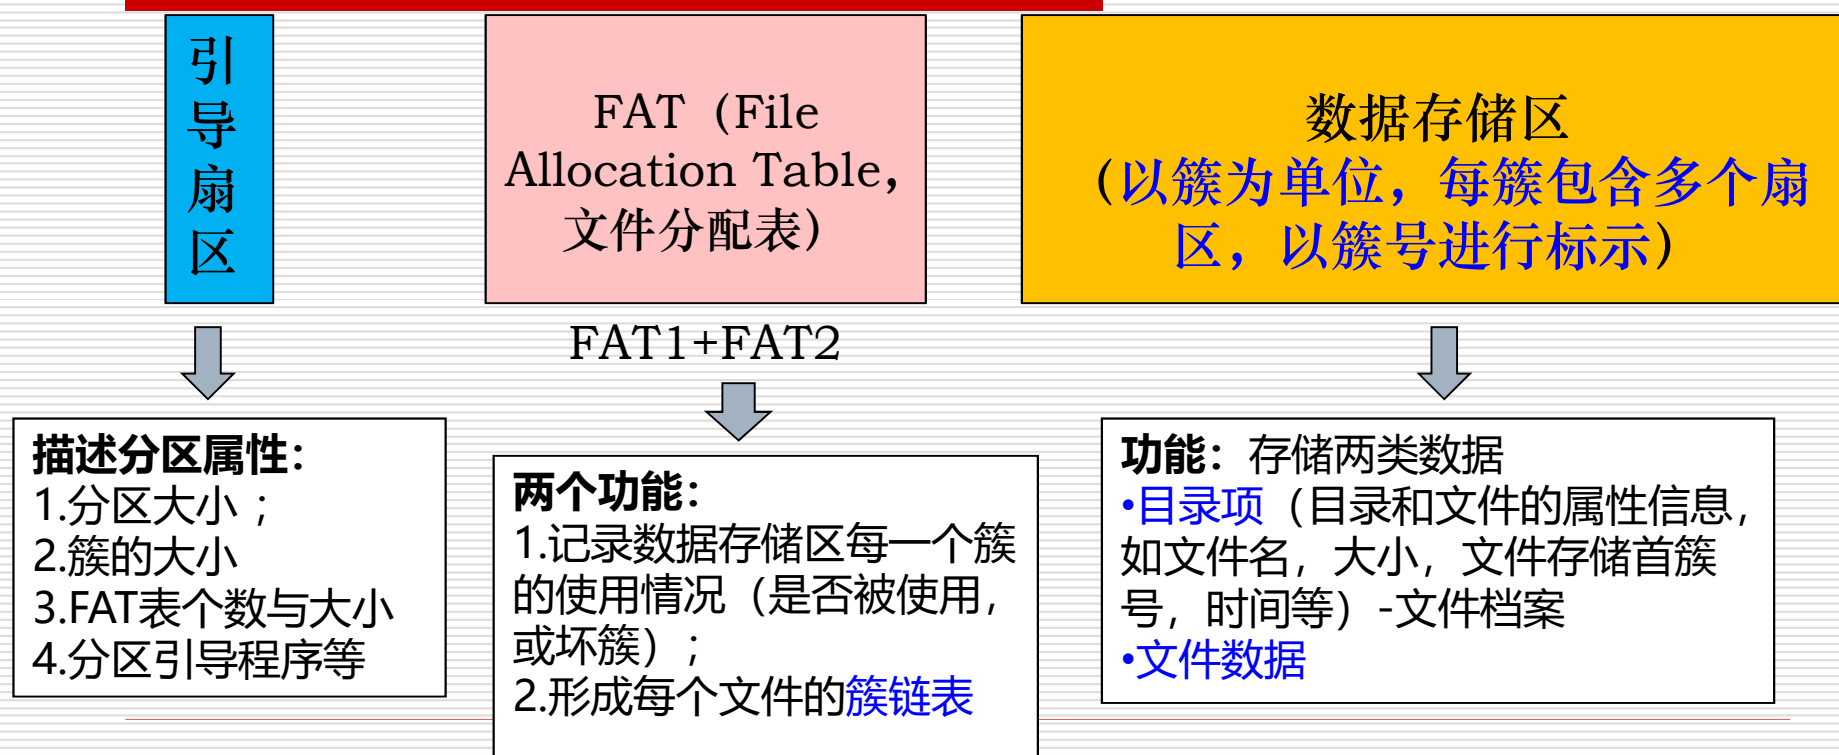 引
导
扇
区
FAT（File
Allocation Table，
文件分配表）
数据存储区
（以簇为单位，每簇包含多个扇
区，以簇号进行标示）
FAT1+FAT2
描述分区属性：
1.分区大小；
2.簇的大小
3.FAT表个数与大小
4.分区引导程序等
两个功能：
1.记录数据存储区每一个簇
的使用情况（是否被使用，
或坏簇）；
2.形成每个文件的簇链表
功能：存储两类数据
•目录项（目录和文件的属性信息，
如文件名，大小，文件存储首簇
号，时间等）-文件档案
•文件数据